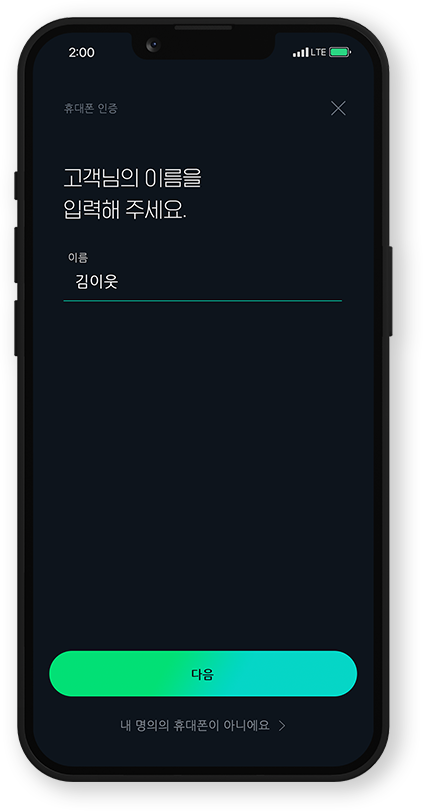 2:00
LTE
휴대폰 인증
고객님의 이름을
입력해 주세요.
이름
김이웃
다음
내 명의의 휴대폰이 아니에요